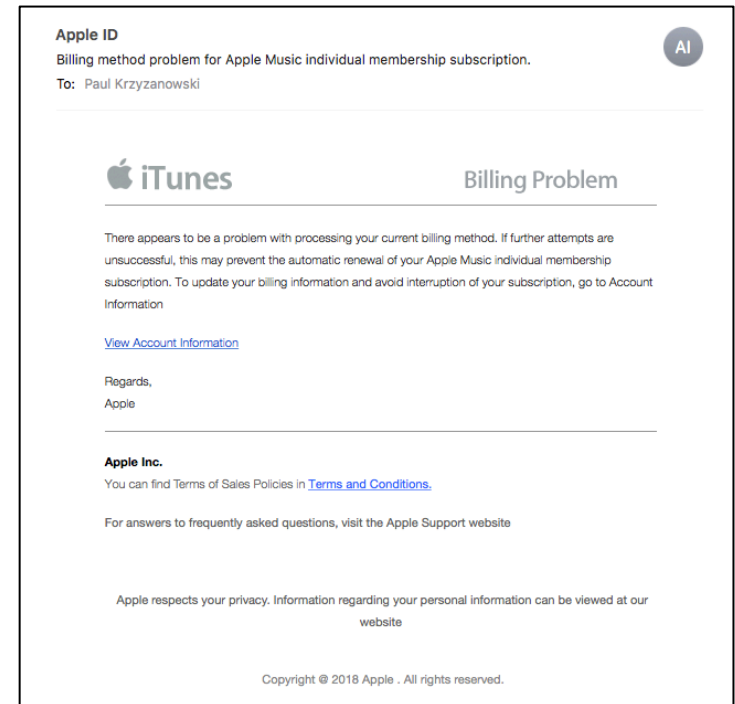 Apple ID
AI
Billing method problem for Apple Music individual membership subscription.
To: Paul Krzyzanowski
iTunes
Billing Problem
There appears to be a problem with processing your current billing method. If further attempts are
unsuccessful, this may prevent the automatic renewal of your Apple Music individual membership
subscription. To update your billing information and avoid interruption of your subscription, go to Account
Information
View Account Information
Regards,
Apple
Apple Inc.
You can find Terms of Sales Policies in Terms and Conditions.
For answers to frequently asked questions, visit the Apple Support website
Apple respects your privacy. Information regarding your personal information can be viewed at our
website
Copyright @ 2018 Apple . All rights reserved.